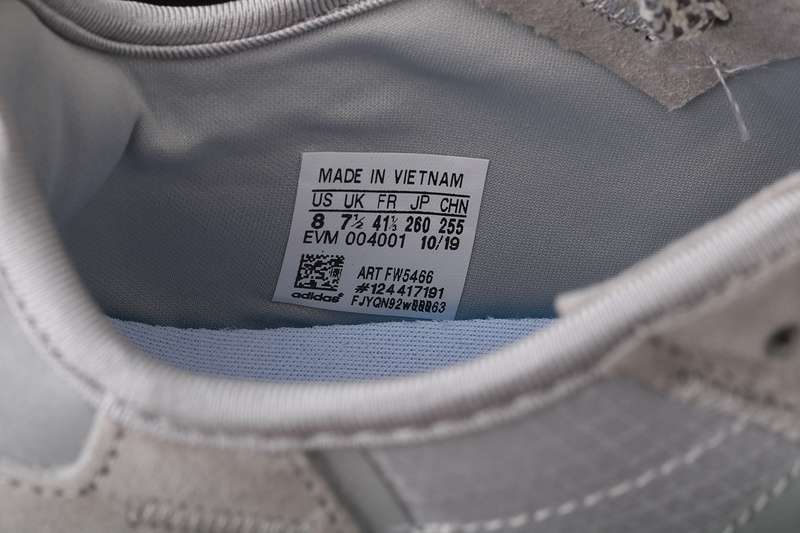 MADE IN VIETNAM
US UK FR JP CHN
8 7½ 41⅓ 260 255
EVM 004001 10/19
ART FW5466
#124417191
adidas®